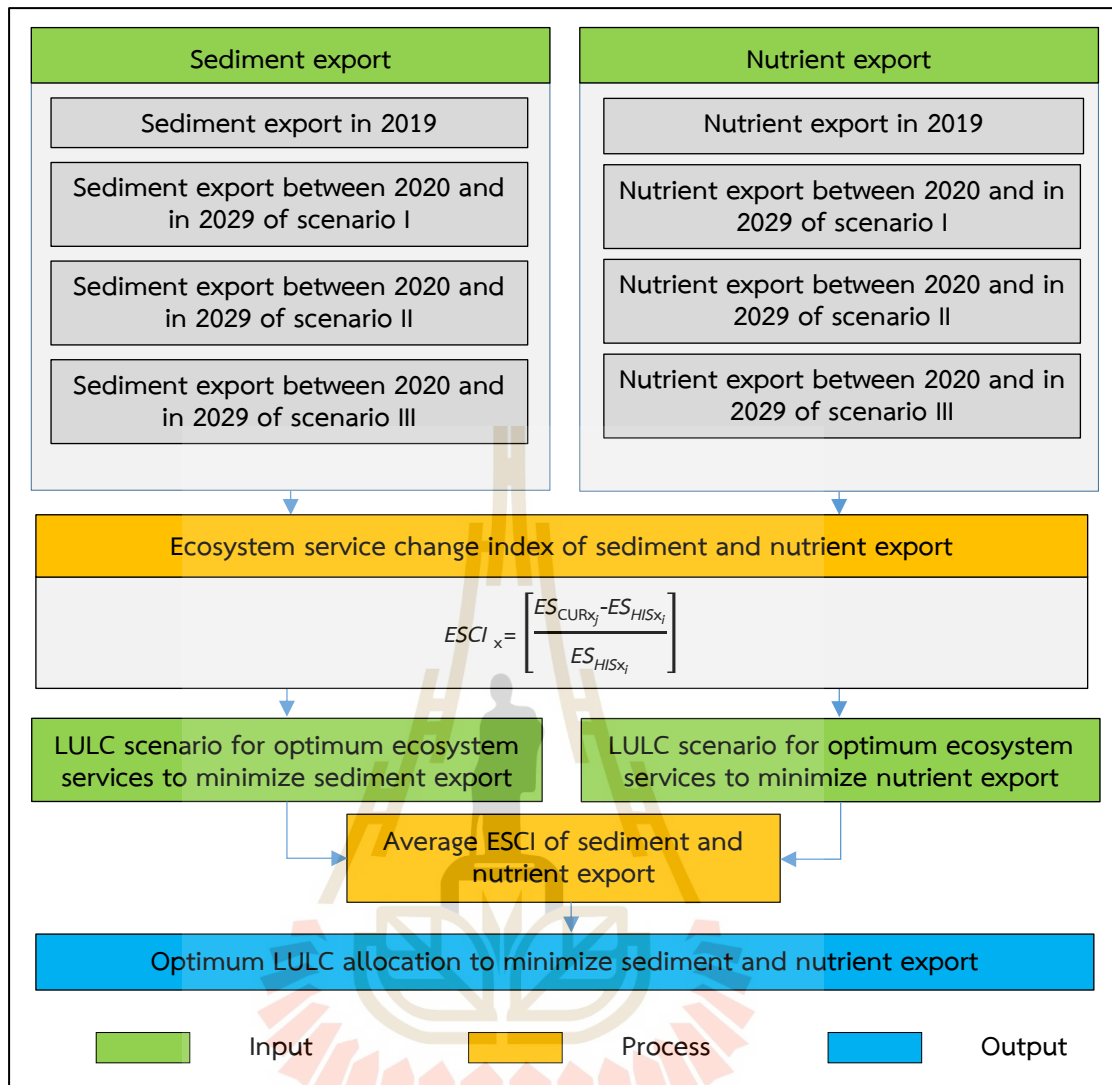 Sediment export
Sediment export in 2019
Sediment export between 2020 and
in 2029 of scenario I
Sediment export between 2020 and
in 2029 of scenario II
Sediment export between 2020 and
in 2029 of scenario III
Nutrient export
Nutrient export in 2019
Nutrient export between 2020 and in
2029 of scenario I
Nutrient export between 2020 and in
2029 of scenario II
Nutrient export between 2020 and in
2029 of scenario III
Ecosystem service change index of sediment and nutrient export
ESCI x = [ES CURxj - ES HISxi / ES HISxi]
LULC scenario for optimum ecosystem
services to minimize sediment export
LULC scenario for optimum ecosystem
services to minimize nutrient export
Average ESCI of sediment and
nutrient export
Optimum LULC allocation to minimize sediment and nutrient export
Input
Process
Output